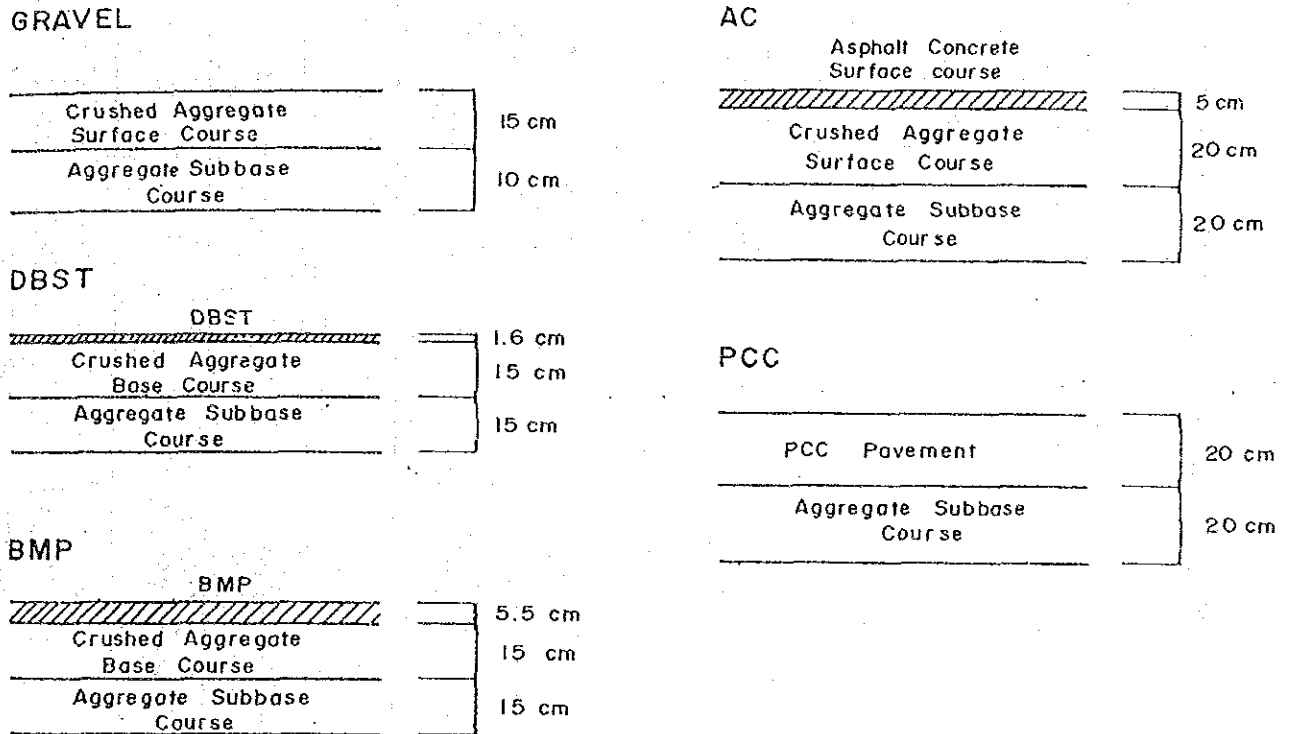 GRAVEL
Crushed Aggregate
Surface Course
15 cm
Aggregate Subbase
Course
10 cm
DBST
DBST
1.6 cm
Crushed Aggregate
Base Course
15 cm
Aggregate Subbase
Course
15 cm
BMP
BMP
5.5 cm
Crushed Aggregate
Base Course
15 cm
Aggregate Subbase
Course
15 cm
AC
Asphalt Concrete
Surface course
5 cm
Crushed Aggregate
Surface Course
20 cm
Aggregate Subbase
Course
20 cm
PCC
PCC Pavement
20 cm
Aggregate Subbase
Course
20 cm